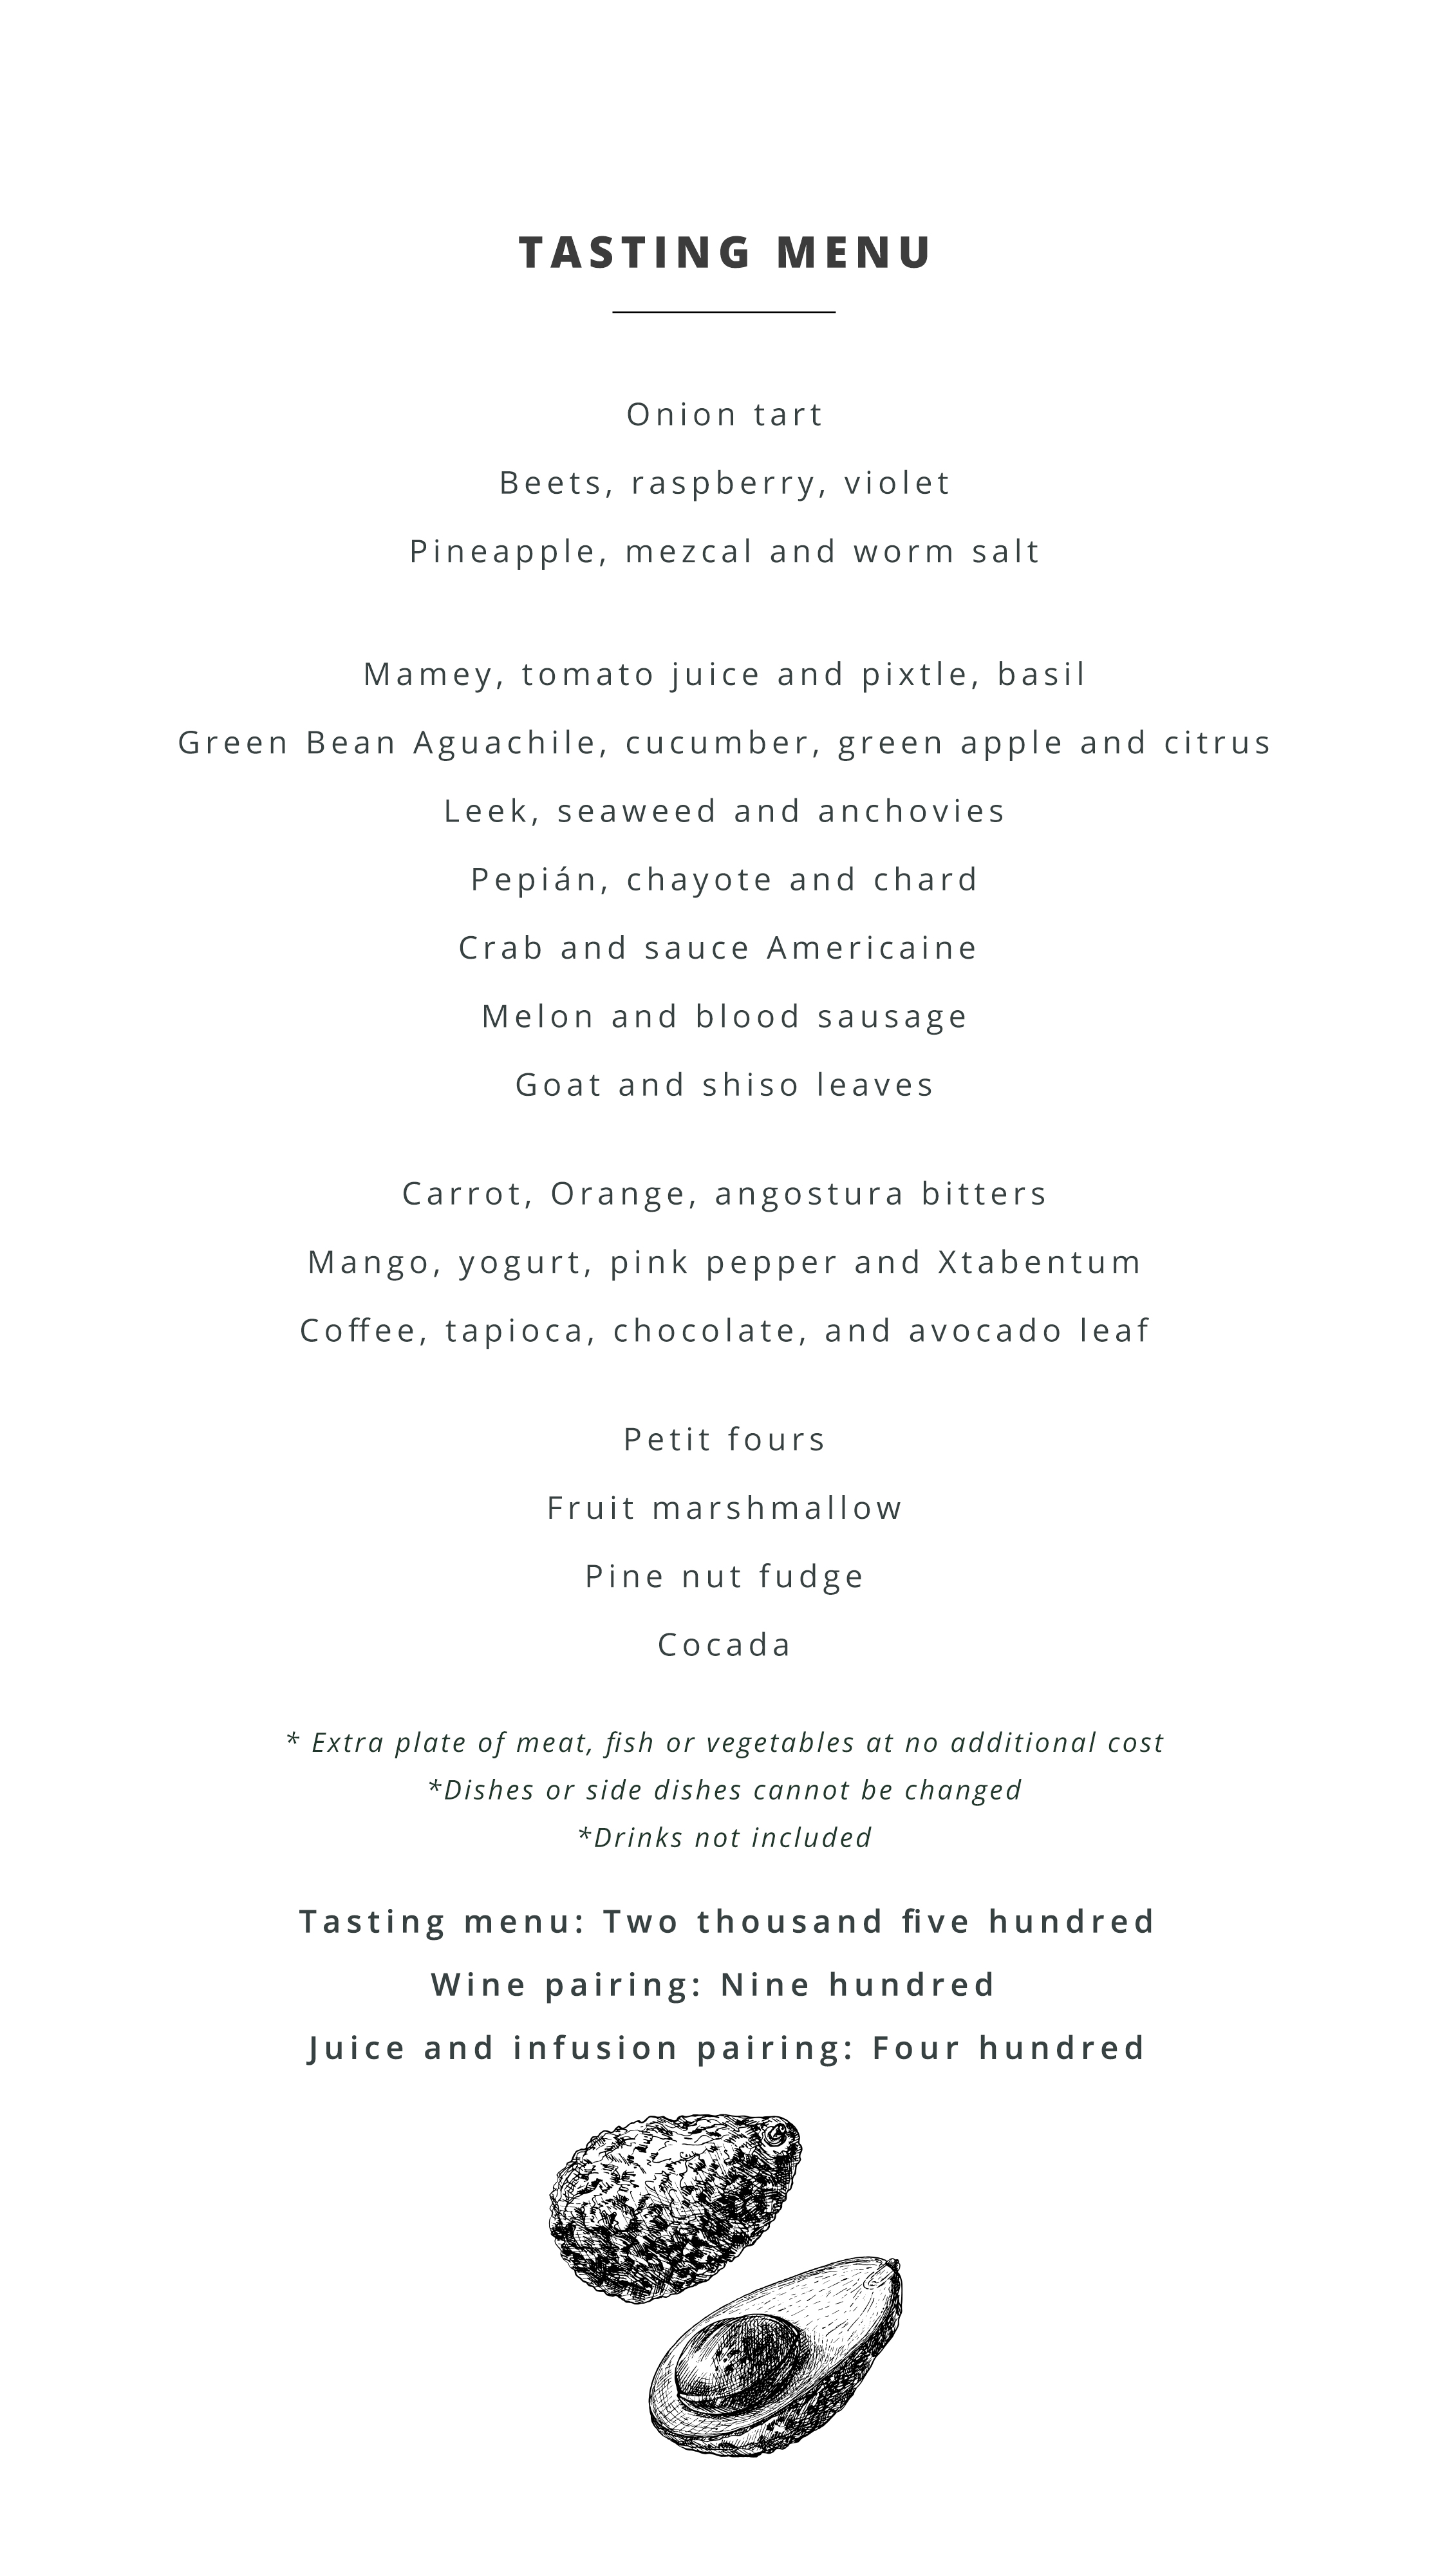 TASTING MENU
Onion tart
Beets, raspberry, violet
Pineapple, mezcal and worm salt
Mamey, tomato juice and pixtle, basil
Green Bean Aguachile, cucumber, green apple and citrus
Leek, seaweed and anchovies
Pepián, chayote and chard
Crab and sauce Americaine
Melon and blood sausage
Goat and shiso leaves
Carrot, Orange, angostura bitters
Mango, yogurt, pink pepper and Xtabentum
Coffee, tapioca, chocolate, and avocado leaf
Petit fours
Fruit marshmallow
Pine nut fudge
Cocada
* Extra plate of meat, fish or vegetables at no additional cost
*Dishes or side dishes cannot be changed
*Drinks not included
Tasting menu: Two thousand five hundred
Wine pairing: Nine hundred
Juice and infusion pairing: Four hundred